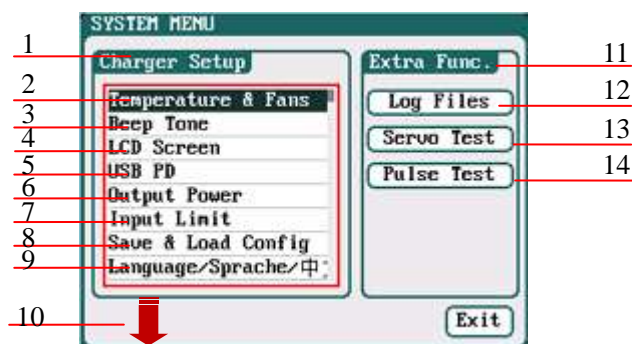 SYSTEM MENU
1
Charger Setup
2
Temperature & Fans
3
Beep Tone
4
LCD Screen
5
USB PD
6
Output Power
7
Input Limit
8
Save & Load Config
9
Language/Sprache/中
10
Extra Func.
11
Log Files
12
Servo Test
13
Pulse Test
14
Exit